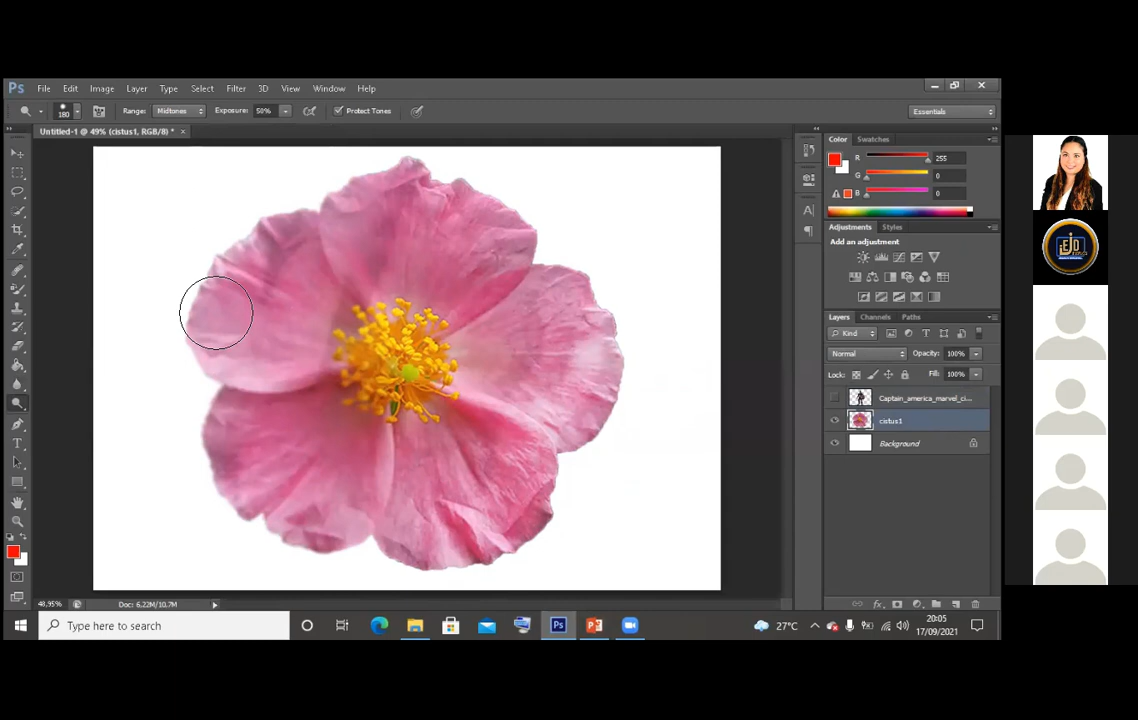 Ps File Edit Image Layer Type Select Filter 3D View Window Help
180 Range: Midtones Exposure: 50% Protect Tones Essentials
Untitled-1 @ 49% (cistus1, RGB/8) * ×
Color Swatches
R 255
G 0
B 0
Adjustments Styles
Add an adjustment
Layers Channels Paths
Kind
Normal Opacity: 100%
Lock: Fill: 100%
Captain_america_marvel_ci...
cistus1
Background
48,95% Doc: 6,22M/10,7M
Type here to search
27°C
20:05
17/09/2021